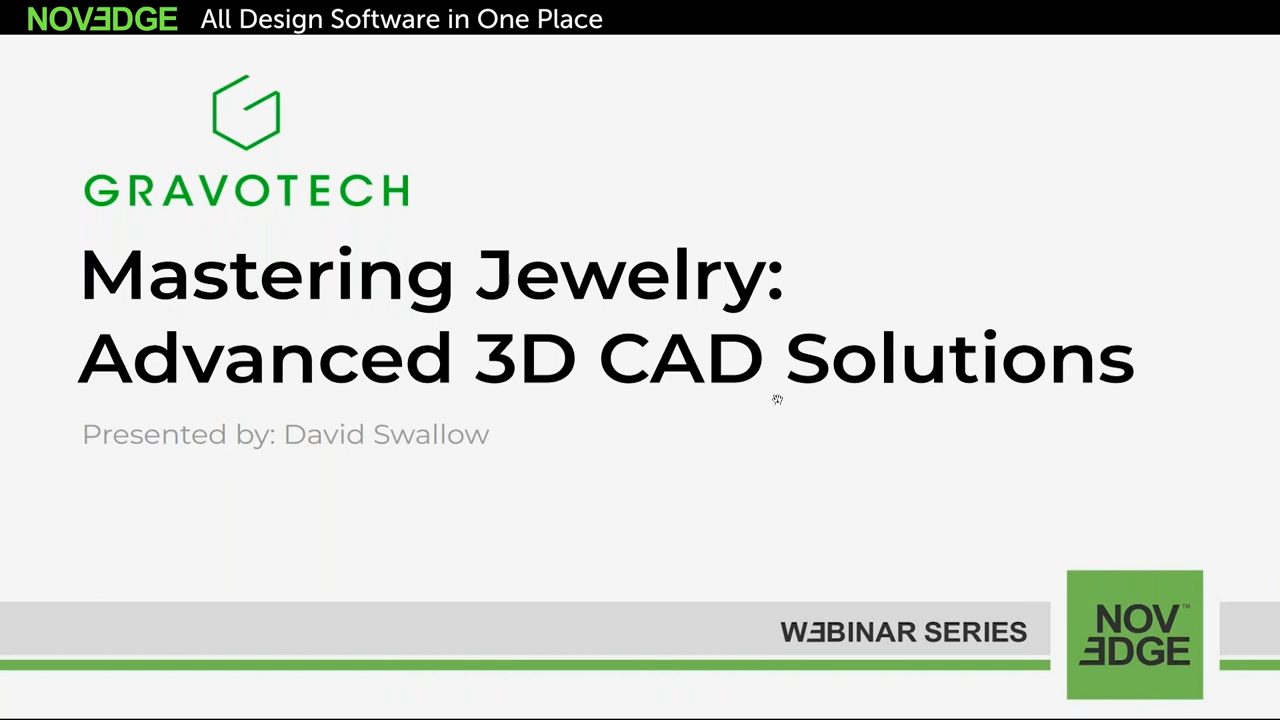 NOVƎDGE All Design Software in One Place
GRAVOTECH
Mastering Jewelry:
Advanced 3D CAD Solutions
Presented by: David Swallow
WƎBINAR SERIES
NOV™
ƎDGE